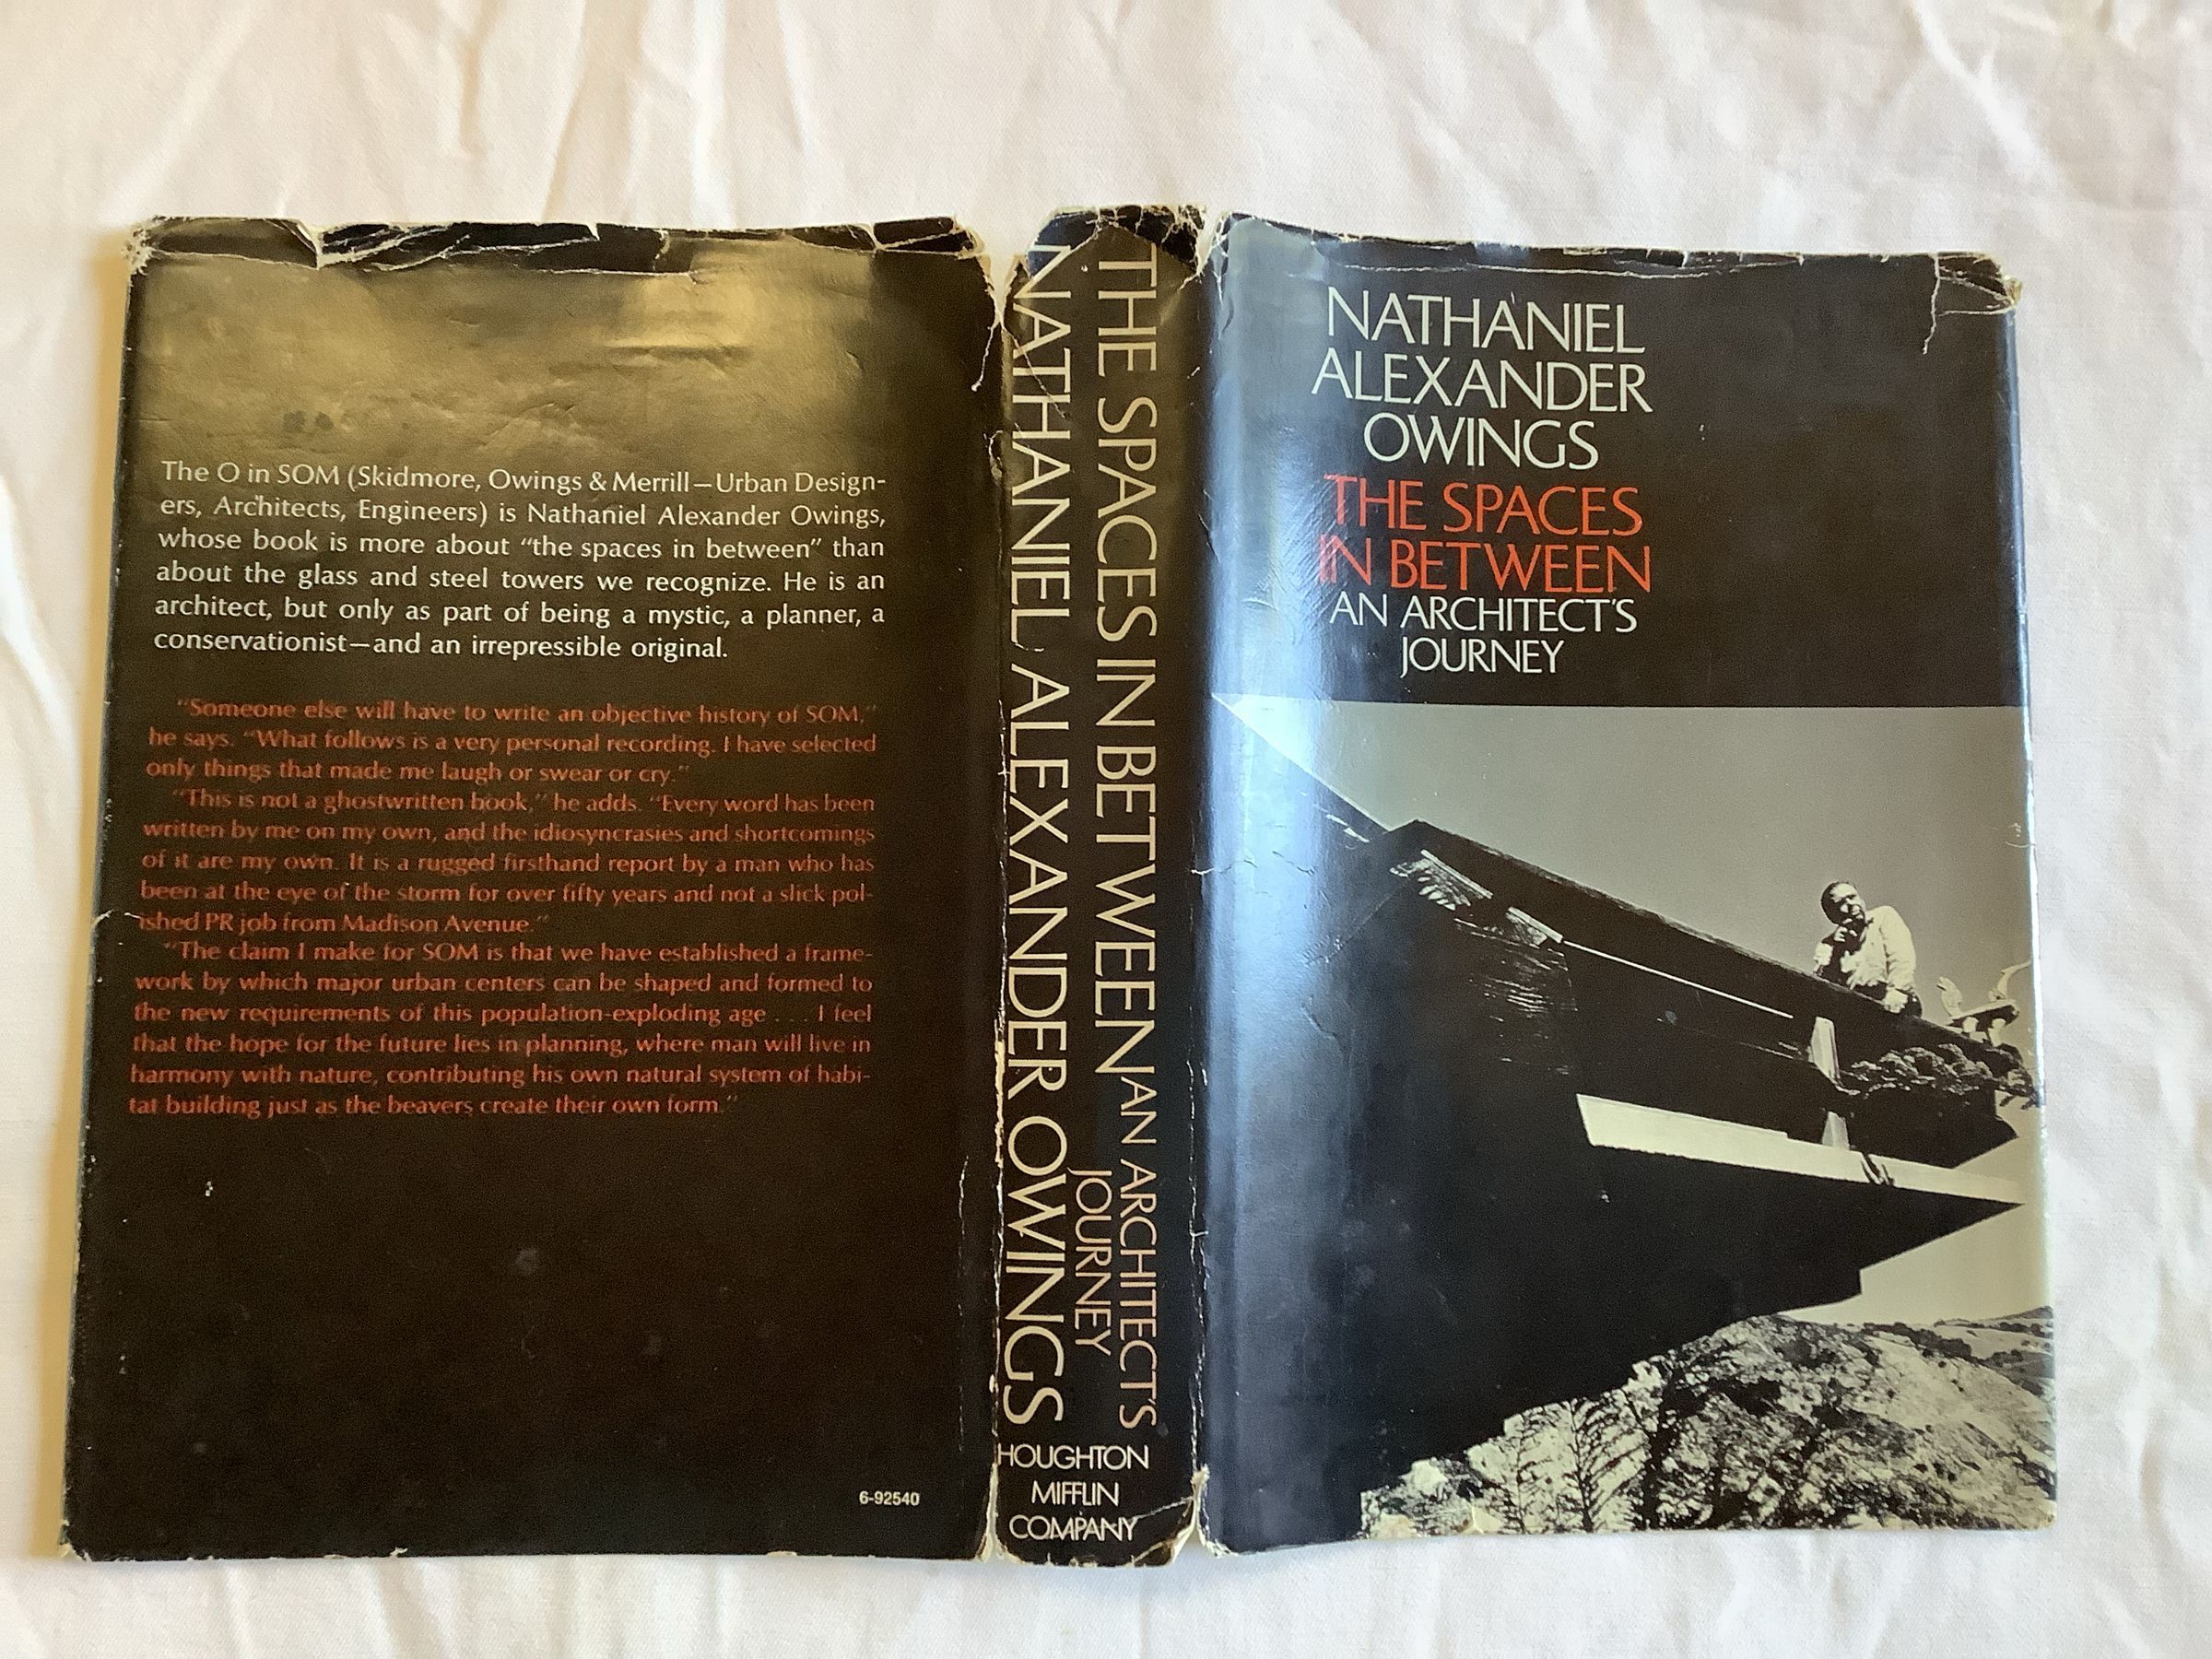 The O in SOM (Skidmore, Owings & Merrill—Urban Design-
ers, Architects, Engineers) is Nathaniel Alexander Owings,
whose book is more about “the spaces in between” than
about the glass and steel towers we recognize. He is an
architect, but only as part of being a mystic, a planner, a
conservationist—and an irrepressible original.
“Someone else will have to write an objective history of SOM,”
he says. “What follows is a very personal recording. I have selected
only things that made me laugh or swear or cry.”
“This is not a ghostwritten book,” he adds. “Every word has been
written by me on my own, and the idiosyncrasies and shortcomings
of it are my own. It is a rugged firsthand report by a man who has
been at the eye of the storm for over fifty years and not a slick pol-
ished PR job from Madison Avenue.”
“The claim I make for SOM is that we have established a frame-
work by which major urban centers can be shaped and formed to
the new requirements of this population-exploding age . . . I feel
that the hope for the future lies in planning, where man will live in
harmony with nature, contributing his own natural system of habi-
tat building just as the beavers create their own form.”
6-92540
THE SPACES IN BETWEEN AN ARCHITECT'S
JOURNEY
NATHANIEL ALEXANDER OWINGS
HOUGHTON
MIFFLIN
COMPANY
NATHANIEL
ALEXANDER
OWINGS
THE SPACES
IN BETWEEN
AN ARCHITECT'S
JOURNEY